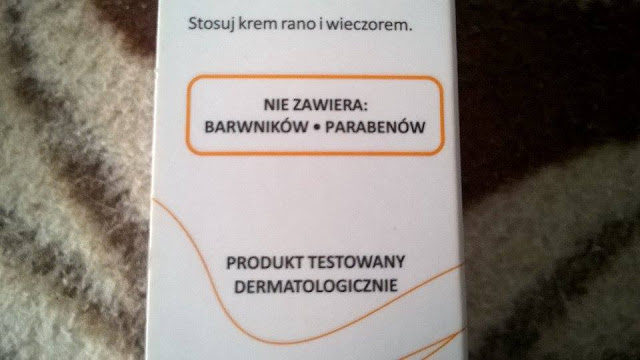 Stosuj krem rano i wieczorem.
NIE ZAWIERA:
BARWNIKÓW • PARABENÓW
PRODUKT TESTOWANY
DERMATOLOGICZNIE